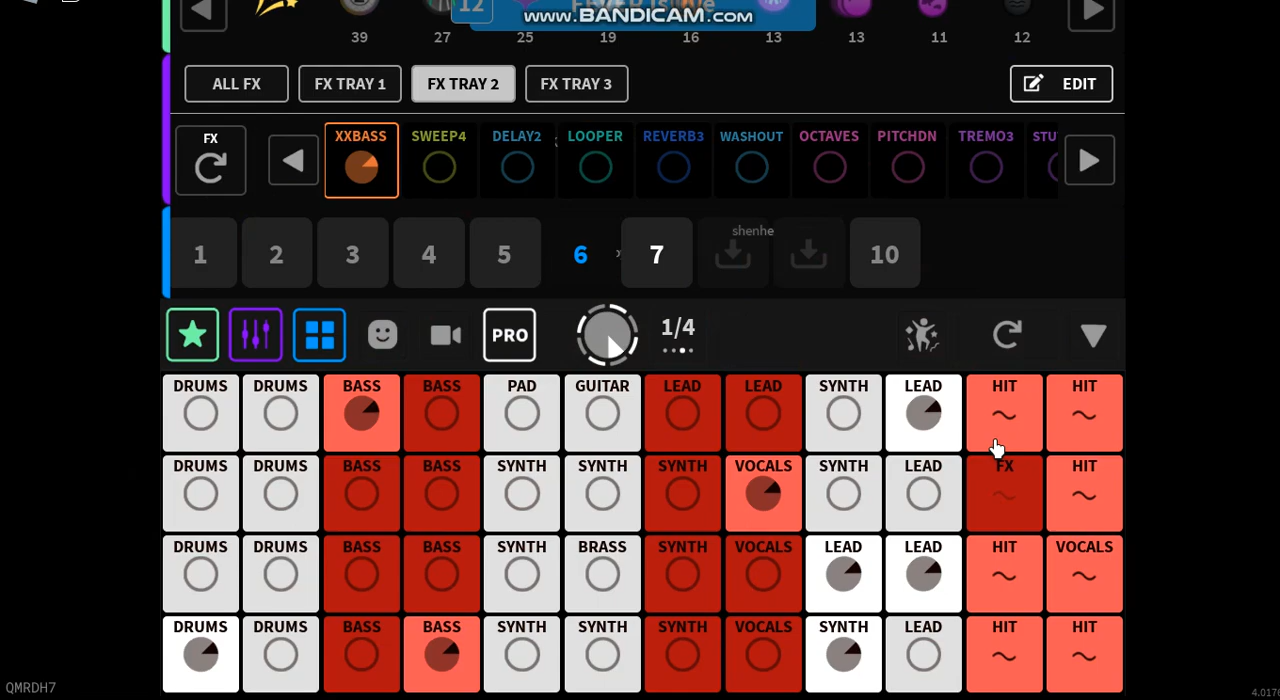 12
www.BANDICAM.com
39 27 25 19 16 13 13 11 12
ALL FX FX TRAY 1 FX TRAY 2 FX TRAY 3 EDIT
FX XXBASS SWEEP4 DELAY2 LOOPER REVERB3 WASHOUT OCTAVES PITCHDN TREMO3 STU
shenhe
1 2 3 4 5 6 7 10
PRO 1/4
DRUMS DRUMS BASS BASS PAD GUITAR LEAD LEAD SYNTH LEAD HIT HIT
DRUMS DRUMS BASS BASS SYNTH SYNTH SYNTH VOCALS SYNTH LEAD FX HIT
DRUMS DRUMS BASS BASS SYNTH BRASS SYNTH VOCALS LEAD LEAD HIT VOCALS
DRUMS DRUMS BASS BASS SYNTH SYNTH SYNTH VOCALS SYNTH LEAD HIT HIT
QMRDH7 4.0176